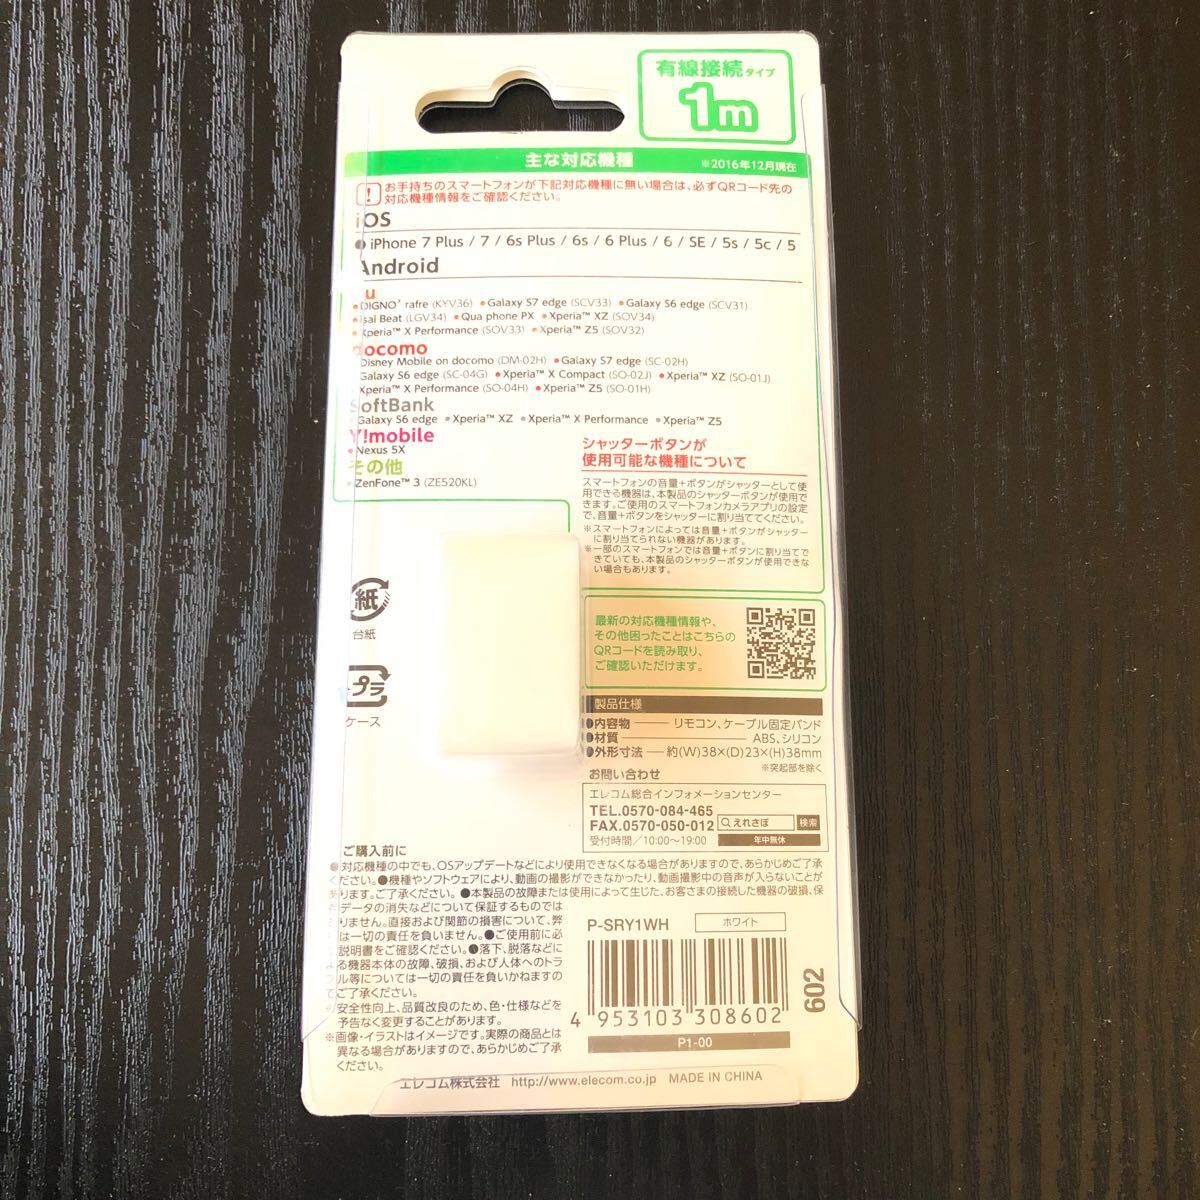 有線接続タイプ
1m
主な対応機種 ※2016年12月現在
! お手持ちのスマートフォンが下記対応機種に無い場合は、必ずQRコード先の
対応機種情報をご確認ください。
iOS
● iPhone 7 Plus / 7 / 6s Plus / 6s / 6 Plus / 6 / SE / 5s / 5c / 5
Android
au
●DIGNO® rafre (KYV36) ●Galaxy S7 edge (SCV33) ●Galaxy S6 edge (SCV31)
●isai Beat (LGV34) ●Qua phone PX ●Xperia™ XZ (SOV34)
●Xperia™ X Performance (SOV33) ●Xperia™ Z5 (SOV32)
docomo
Disney Mobile on docomo (DM-02H) ●Galaxy S7 edge (SC-02H)
Galaxy S6 edge (SC-04G) ●Xperia™ X Compact (SO-02J) ●Xperia™ XZ (SO-01J)
Xperia™ X Performance (SO-04H) ●Xperia™ Z5 (SO-01H)
SoftBank
●Galaxy S6 edge ●Xperia™ XZ ●Xperia™ X Performance ●Xperia™ Z5
Y!mobile
●Nexus 5X
その他
●ZenFone™ 3 (ZE520KL)
シャッターボタンが
使用可能な機種について
スマートフォンの音量+ボタンがシャッターとして使
用できる機器は、本製品のシャッターボタンが使用で
きます。ご使用のスマートフォンカメラアプリの設定
で、音量+ボタンをシャッターに割り当ててください。
※スマートフォンによっては音量+ボタンがシャッター
に割り当てられない機器があります。
※一部のスマートフォンでは音量+ボタンに割り当てで
きていても、本製品のシャッターボタンが使用できな
い場合もあります。
紙
台紙
プラ
ケース
最新の対応機種情報や、
その他困ったことはこちらの
QRコードを読み取り、
ご確認いただけます。
製品仕様
●内容物 リモコン、ケーブル固定バンド
●材質 ABS、シリコン
●外形寸法 約(W)38×(D)23×(H)38mm
※突起部を除く
お問い合わせ
エレコム総合インフォメーションセンター
TEL.0570-084-465
FAX.0570-050-012 えれさぽ 検索
受付時間/10:00～19:00 年中無休
ご購入前に
●対応機種の中でも、OSアップデートなどにより使用できなくなる場合がありますので、あらかじめご了承
ください。●機種やソフトウェアにより、動画の撮影ができなかったり、動画撮影中の音声が入らないことが
あります。ご了承ください。●本製品の故障または使用によって生じた、お客さまの接続した機器の破損、保
存データの消失などについて保証するものでは
ありません。直接および間接の損害について、弊
社は一切の責任を負いません。●ご使用前に必
ず説明書をご確認ください。●落下、脱落などに
よる機器本体の故障、破損、および人体へのトラ
ブル等については一切の責任を負いかねますの
でご了承ください。
※安全性向上、品質改良のため、色・仕様などを
予告なく変更することがあります。
※画像・イラストはイメージです。実際の商品とは
異なる場合がありますので、あらかじめご了承
ください。
P-SRY1WH ホワイト
602
4 953103 308602
P1-00
エレコム株式会社 http://www.elecom.co.jp MADE IN CHINA